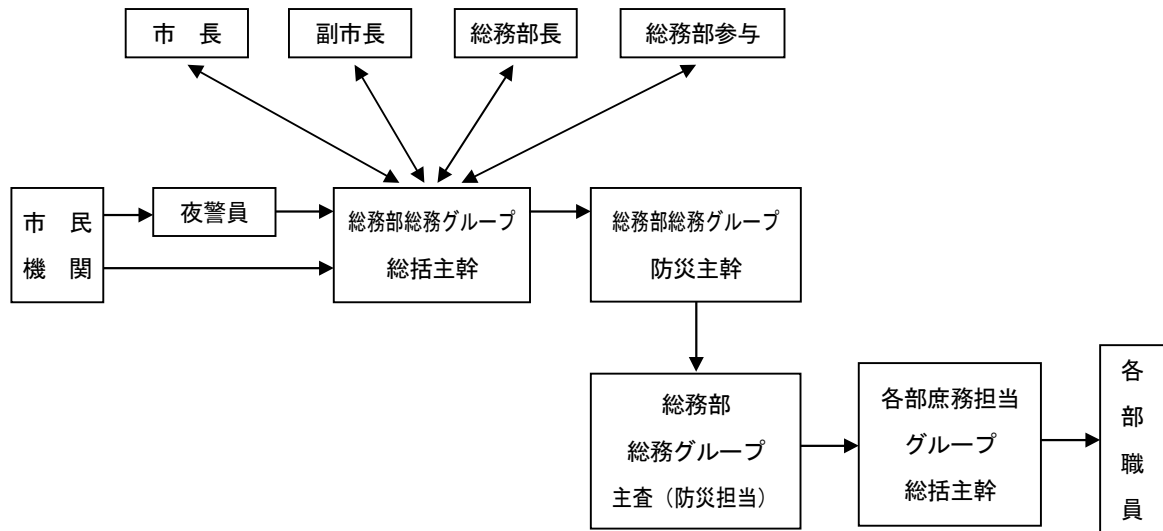 市　長
副市長
総務部長
総務部参与
市　民
機　関
夜警員
総務部総務グループ
総括主幹
総務部総務グループ
防災主幹
総務部
総務グループ
主査（防災担当）
各部庶務担当
グループ
総括主幹
各
部
職
員